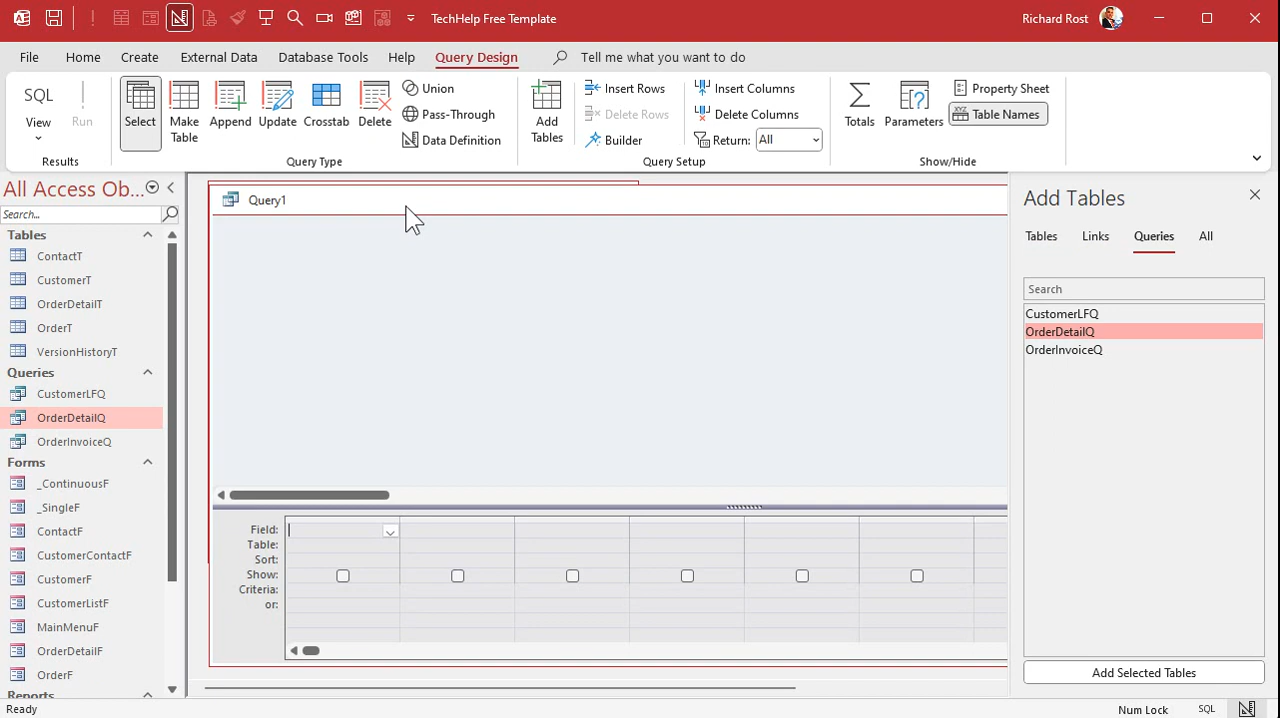 TechHelp Free Template
Richard Rost
File Home Create External Data Database Tools Help Query Design Tell me what you want to do
SQL
View
Run
Results
Select
Make
Table
Append
Update
Crosstab
Delete
Union
Pass-Through
Data Definition
Query Type
Add
Tables
Insert Rows
Delete Rows
Builder
Insert Columns
Delete Columns
Return: All
Query Setup
Totals
Parameters
Property Sheet
XYZ Table Names
Show/Hide
All Access Ob...
Search...
Tables
ContactT
CustomerT
OrderDetailT
OrderT
VersionHistoryT
Queries
CustomerLFQ
OrderDetailQ
OrderInvoiceQ
Forms
_ContinuousF
_SingleF
ContactF
CustomerContactF
CustomerF
CustomerListF
MainMenuF
OrderDetailF
OrderF
Reports
Query1
Field:
Table:
Sort:
Show:
Criteria:
or:
Add Tables
Tables Links Queries All
Search
CustomerLFQ
OrderDetailQ
OrderInvoiceQ
Add Selected Tables
Ready
Num Lock SQL